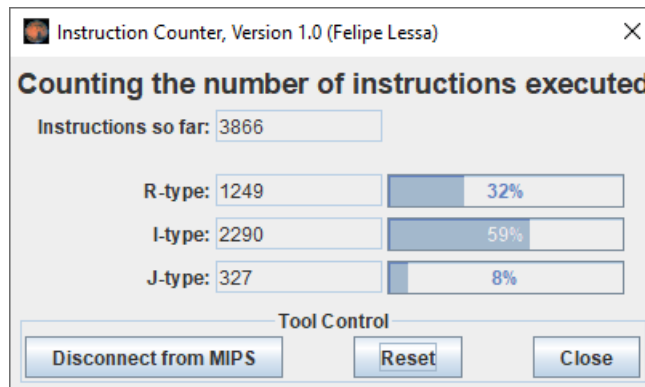 Instruction Counter, Version 1.0 (Felipe Lessa)
Counting the number of instructions executed
Instructions so far: 3866
R-type: 1249 32%
I-type: 2290 59%
J-type: 327 8%
Tool Control
Disconnect from MIPS Reset Close